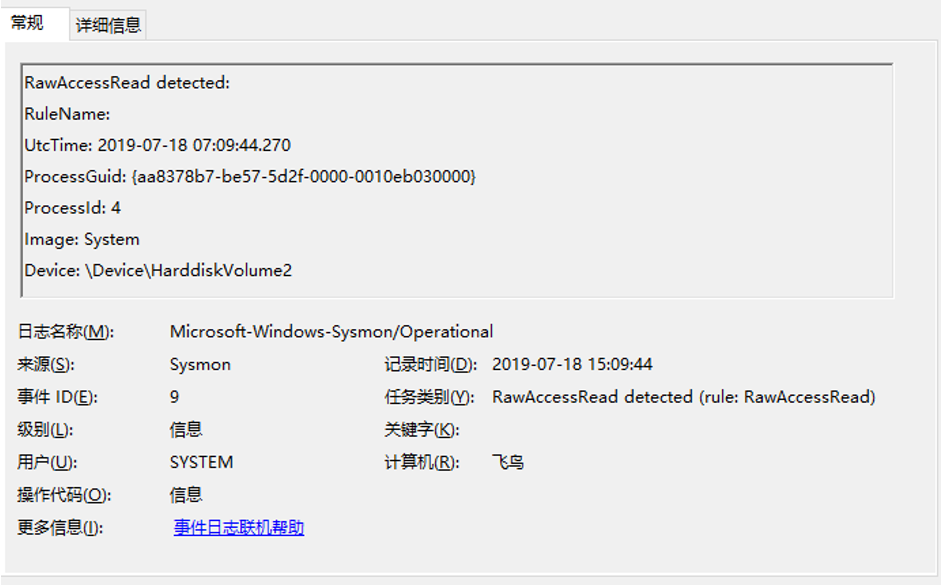 常规 详细信息
RawAccessRead detected:
RuleName:
UtcTime: 2019-07-18 07:09:44.270
ProcessGuid: {aa8378b7-be57-5d2f-0000-0010eb030000}
ProcessId: 4
Image: System
Device: \Device\HarddiskVolume2
日志名称(M): Microsoft-Windows-Sysmon/Operational
来源(S): Sysmon 记录时间(D): 2019-07-18 15:09:44
事件 ID(E): 9 任务类别(Y): RawAccessRead detected (rule: RawAccessRead)
级别(L): 信息 关键字(K):
用户(U): SYSTEM 计算机(R): 飞鸟
操作代码(O): 信息
更多信息(I): 事件日志联机帮助